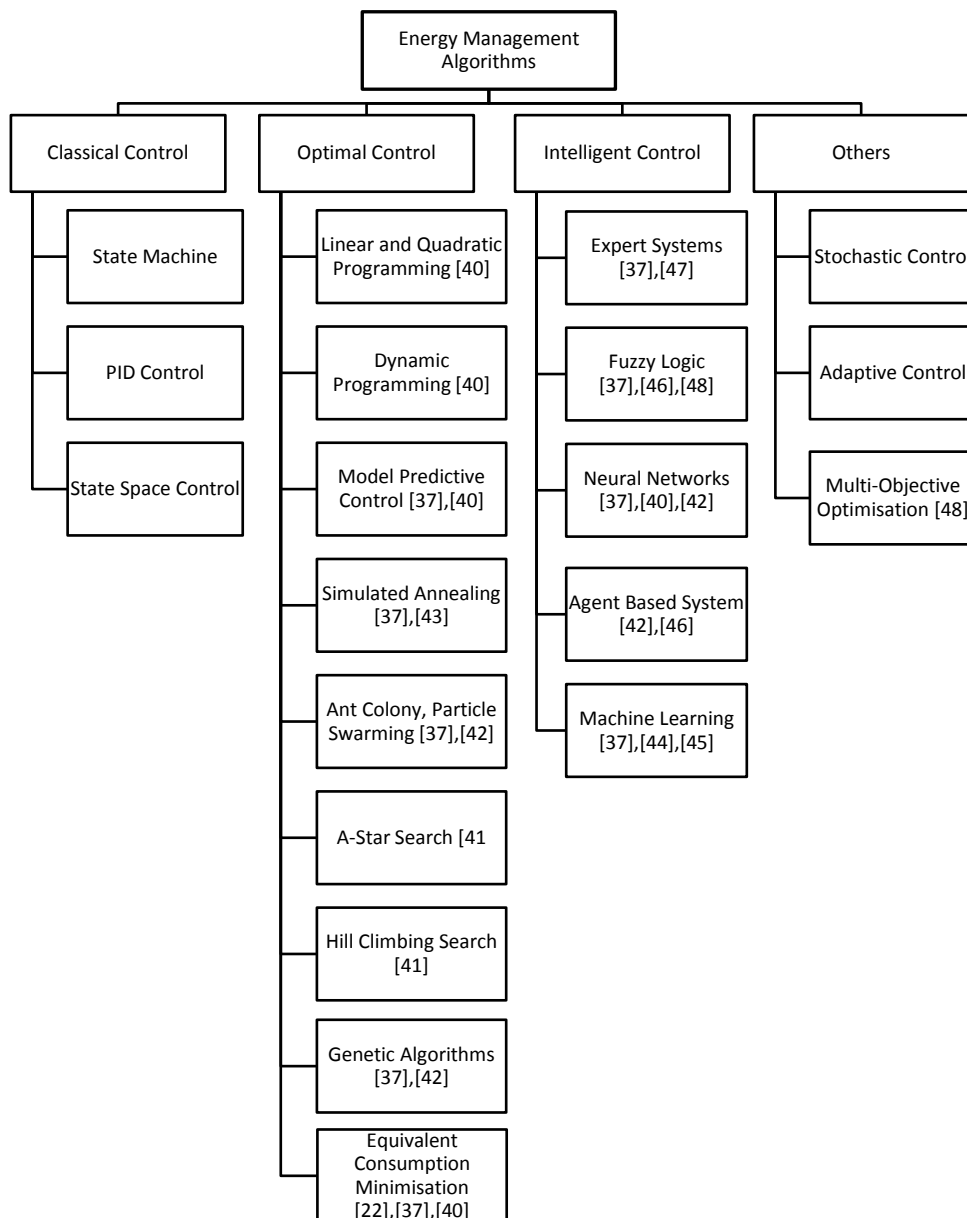 Energy Management
Algorithms
Classical Control
Optimal Control
Intelligent Control
Others
State Machine
PID Control
State Space Control
Linear and Quadratic
Programming [40]
Dynamic
Programming [40]
Model Predictive
Control [37],[40]
Simulated Annealing
[37],[43]
Ant Colony, Particle
Swarming [37],[42]
A-Star Search [41
Hill Climbing Search
[41]
Genetic Algorithms
[37],[42]
Equivalent
Consumption
Minimisation
[22],[37],[40]
Expert Systems
[37],[47]
Fuzzy Logic
[37],[46],[48]
Neural Networks
[37],[40],[42]
Agent Based System
[42],[46]
Machine Learning
[37],[44],[45]
Stochastic Control
Adaptive Control
Multi-Objective
Optimisation [48]